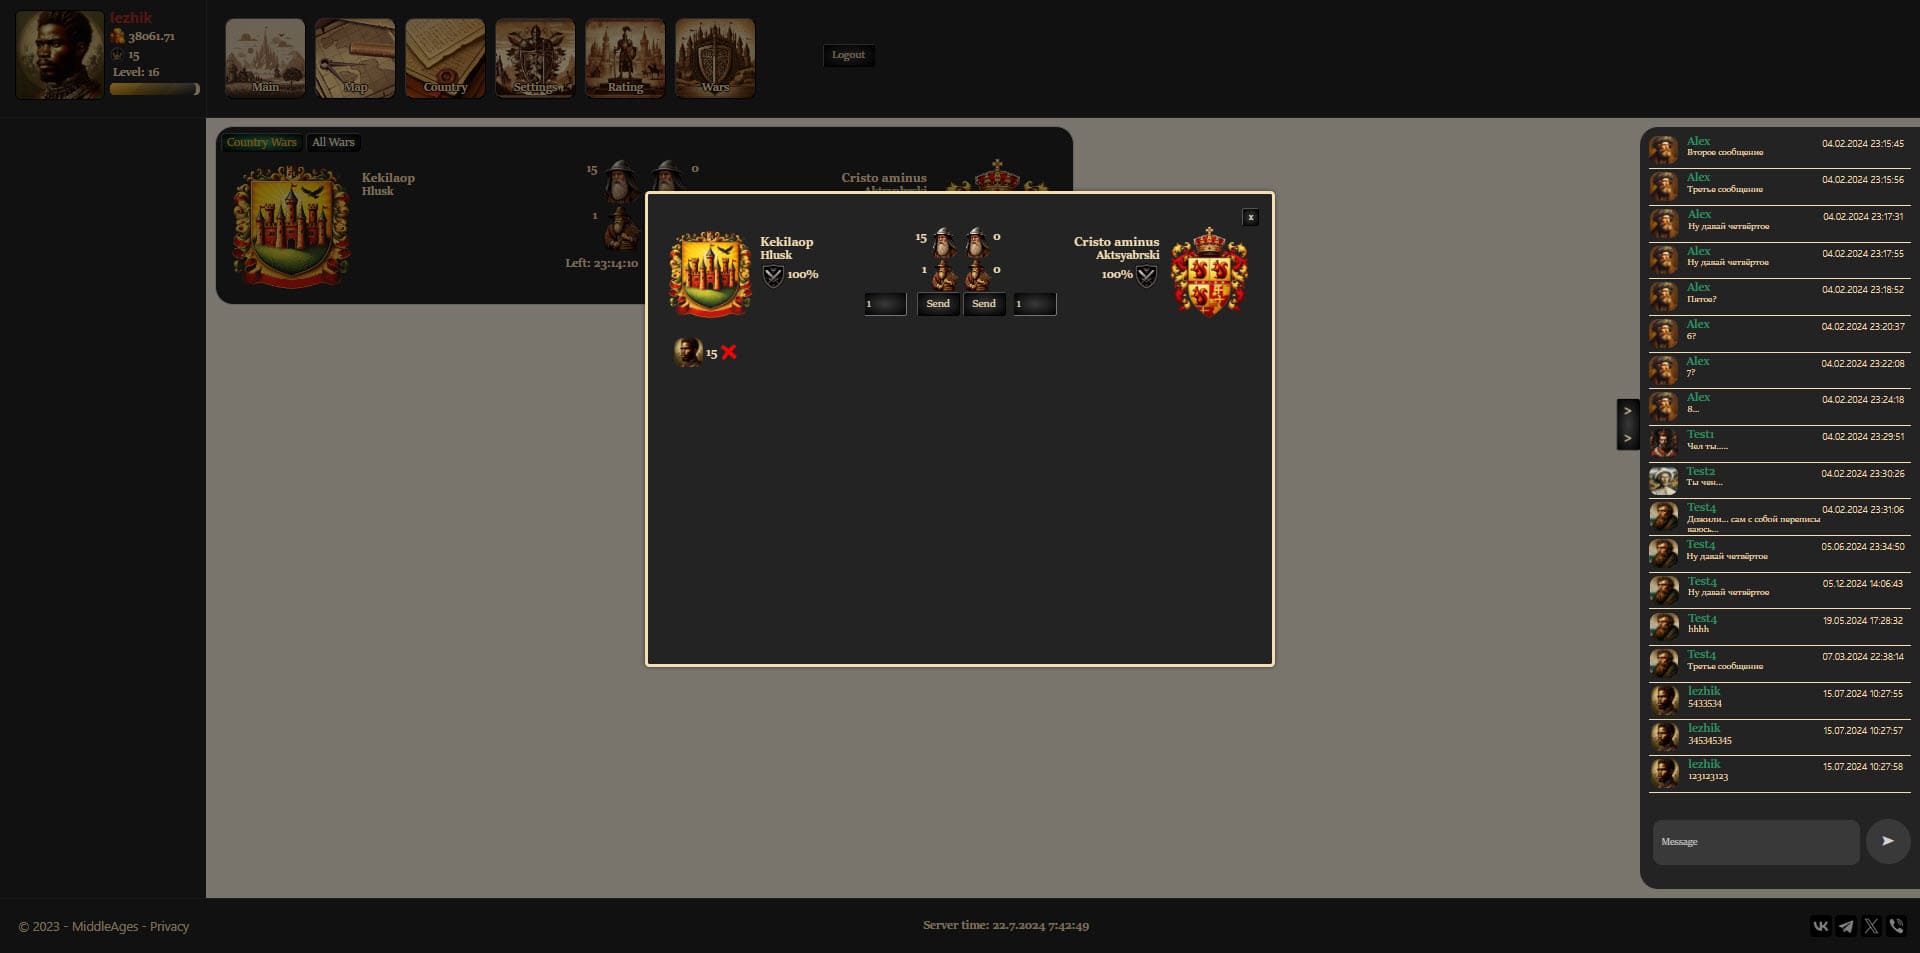 lezhik
38061.71
15
Level: 16
Main
Map
Country
Settings
Rating
Wars
Logout
Country Wars
All Wars
Kekilaop
Hlusk
15
0
1
Left: 23:14:10
Cristo aminus
Aktsyabrski
x
Kekilaop
Hlusk
100%
15
0
1
0
1
Send
Send
1
Cristo aminus
Aktsyabrski
100%
15
>
>
Alex
04.02.2024 23:15:45
Второе сообщение
Alex
04.02.2024 23:15:56
Третье сообщение
Alex
04.02.2024 23:17:31
Ну давай четвёртое
Alex
04.02.2024 23:17:55
Ну давай четвёртое
Alex
04.02.2024 23:18:52
Пятое?
Alex
04.02.2024 23:20:37
6?
Alex
04.02.2024 23:22:08
7?
Alex
04.02.2024 23:24:18
8...
Test1
04.02.2024 23:29:51
Чел ты.....
Test2
04.02.2024 23:30:26
Ты чен...
Test4
04.02.2024 23:31:06
Дожили... сам с собой переписы
ваюсь...
Test4
05.06.2024 23:34:50
Ну давай четвёртое
Test4
05.12.2024 14:06:43
Ну давай четвёртое
Test4
19.05.2024 17:28:32
hhhh
Test4
07.03.2024 22:38:14
Третье сообщение
lezhik
15.07.2024 10:27:55
5433534
lezhik
15.07.2024 10:27:57
345345345
lezhik
15.07.2024 10:27:58
123123123
Message
© 2023 - MiddleAges - Privacy
Server time: 22.7.2024 7:42:49